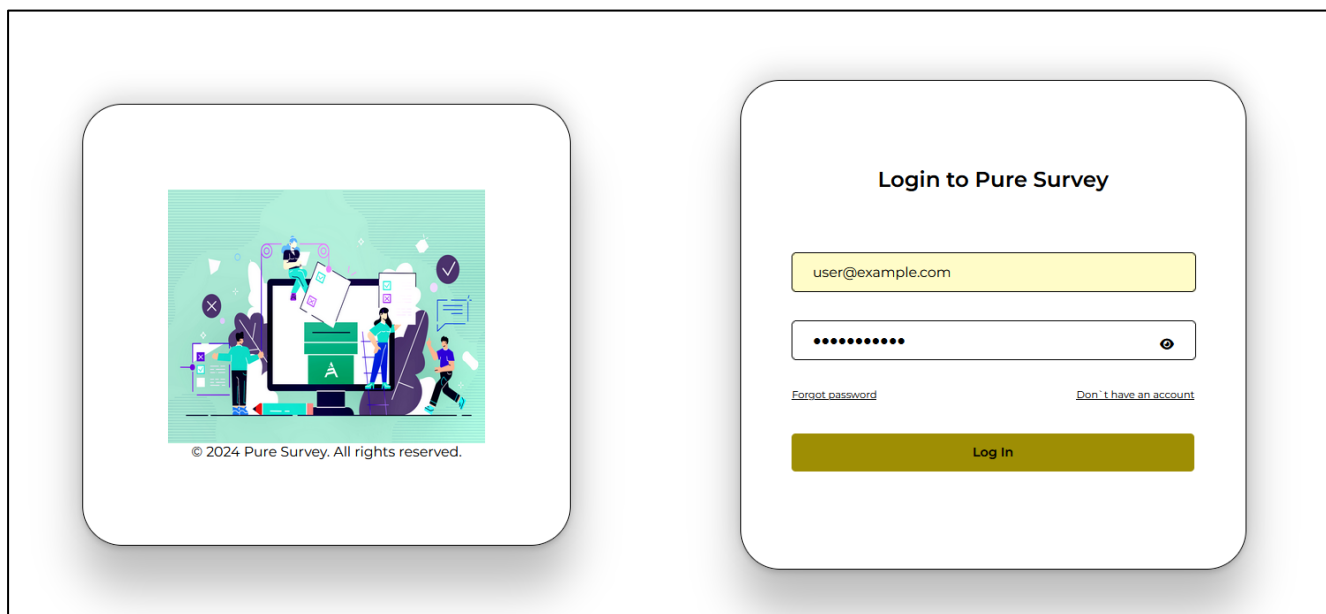 © 2024 Pure Survey. All rights reserved.
Login to Pure Survey
user@example.com
•••••••••••
Forgot password
Don`t have an account
Log In